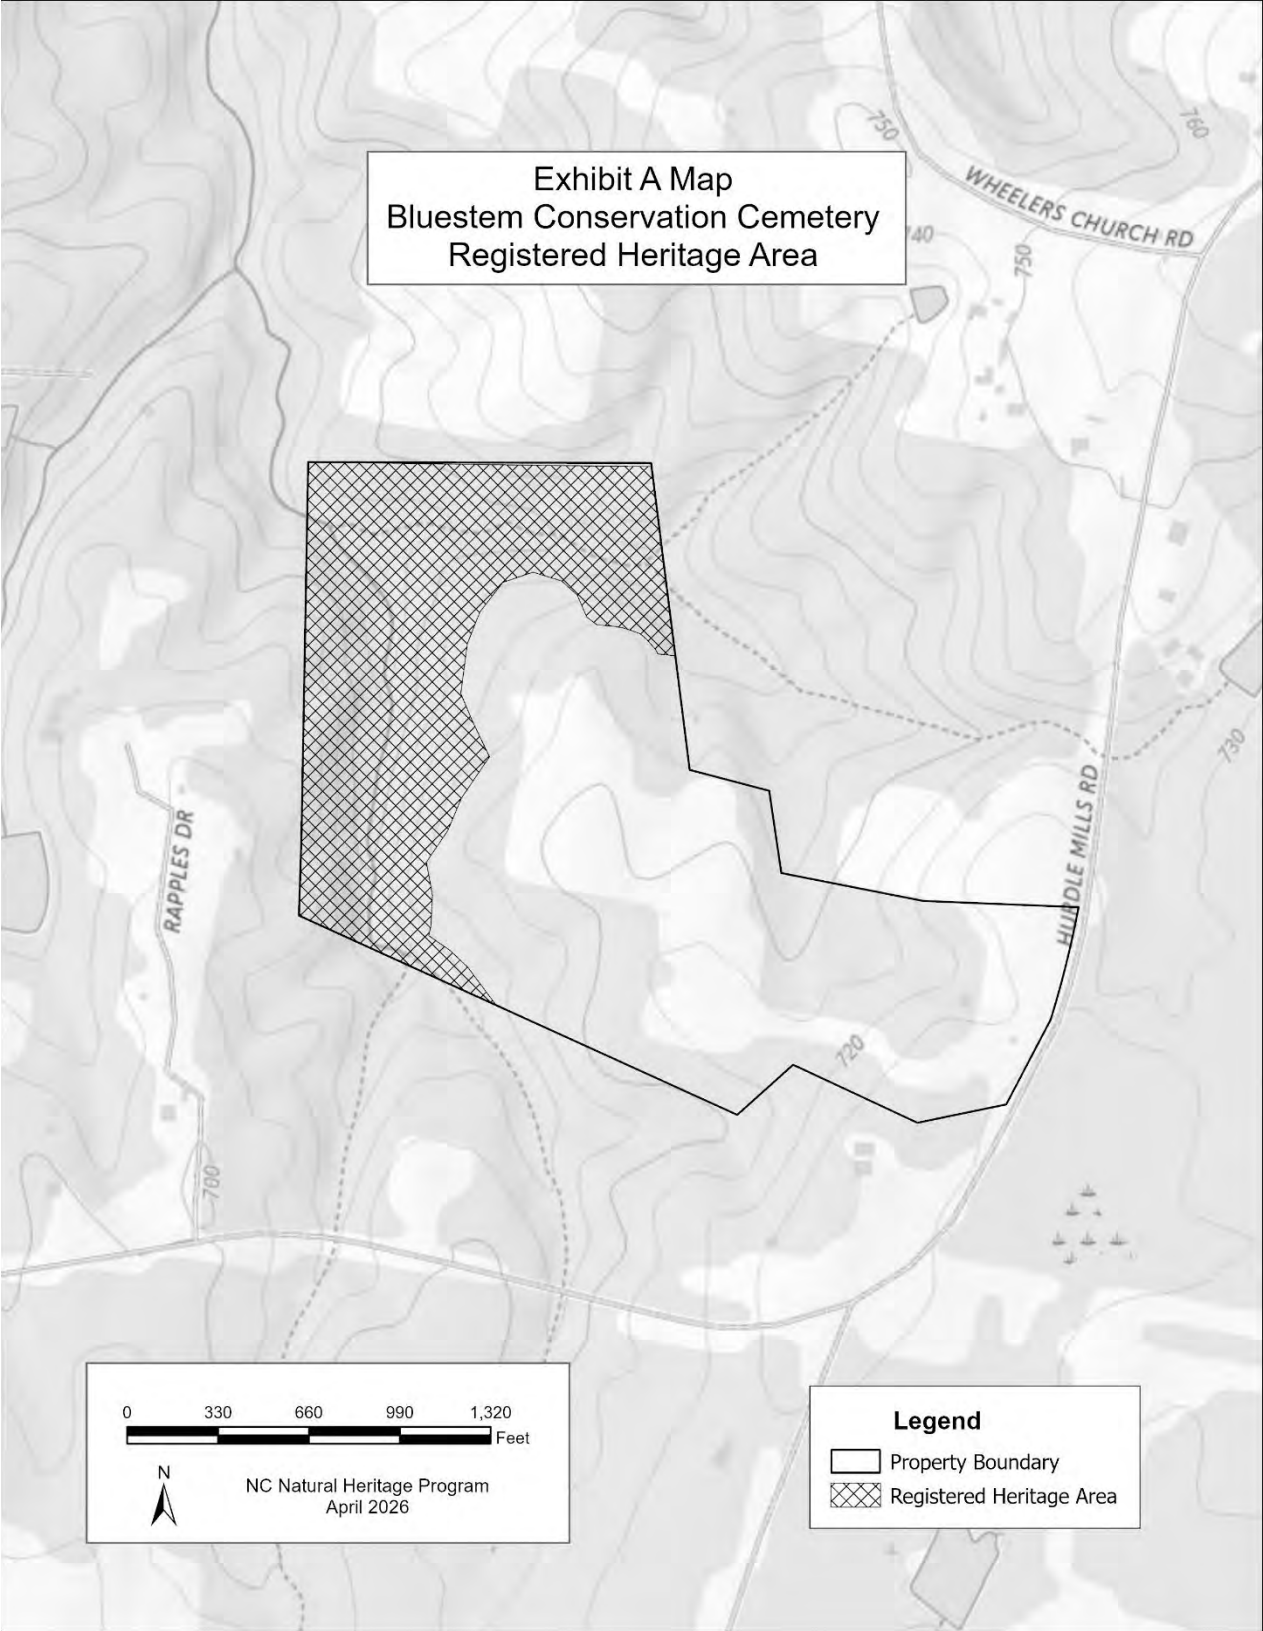 750
760
Exhibit A Map
Bluestem Conservation Cemetery
Registered Heritage Area
WHEELERS CHURCH RD
40
750
730
HURDLE MILLS RD
RAPPLES DR
720
700
0 330 660 990 1,320
Feet
N
NC Natural Heritage Program
April 2026
Legend
Property Boundary
Registered Heritage Area